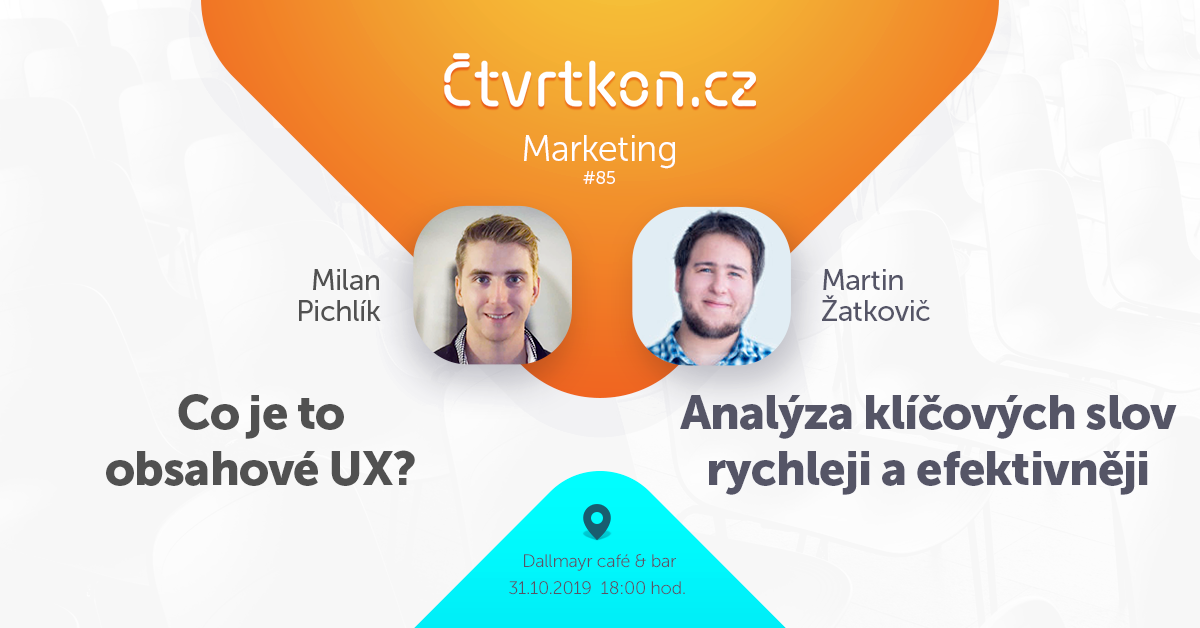 Čtvrtkon.cz
Marketing
#85
Milan
Pichlík
Martin
Žatkovič
Co je to
obsahové UX?
Analýza klíčových slov
rychleji a efektivněji
Dallmayr café & bar
31.10.2019 18:00 hod.